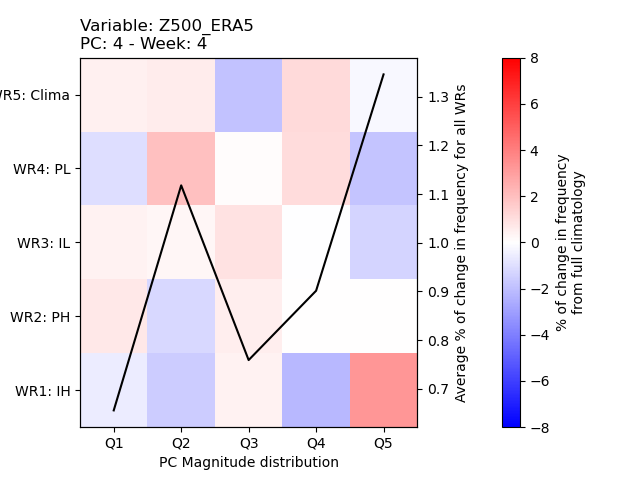 Variable: Z500_ERA5
PC: 4 - Week: 4
R5: Clima
WR4: PL
WR3: IL
WR2: PH
WR1: IH
Q1 Q2 Q3 Q4 Q5
PC Magnitude distribution
1.3
1.2
1.1
1.0
0.9
0.8
0.7
Average % of change in frequency for all WRs
8
6
4
2
0
−2
−4
−6
−8
% of change in frequency
from full climatology